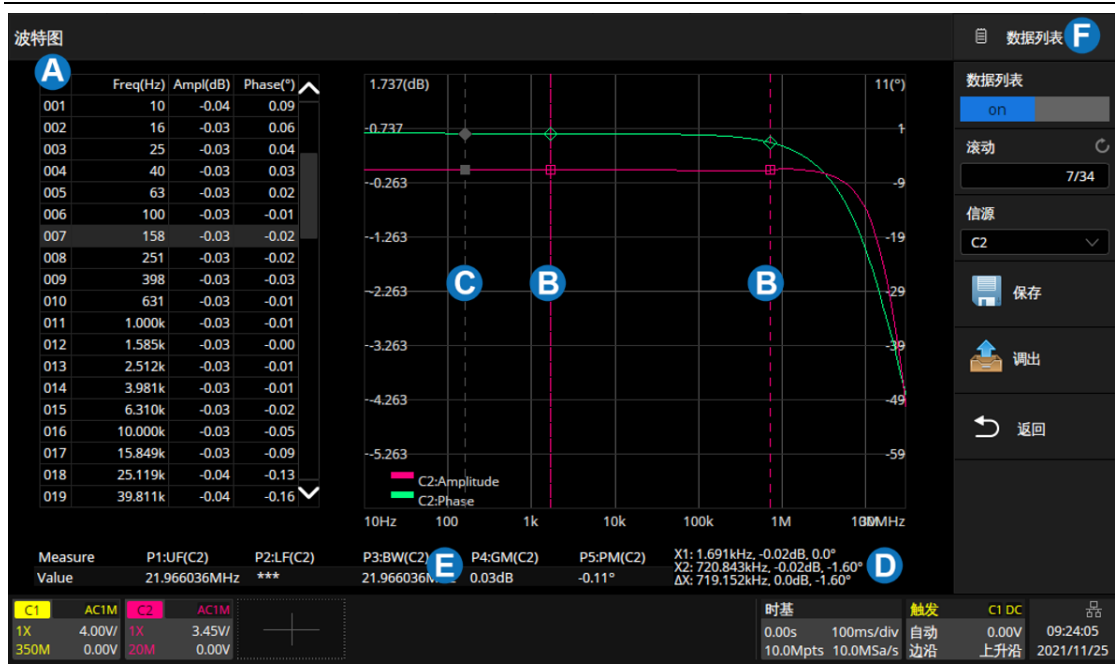 波特图
数据列表 F
A
Freq(Hz) Ampl(dB) Phase(°)
001 10 -0.04 0.09
002 16 -0.03 0.06
003 25 -0.03 0.04
004 40 -0.03 0.03
005 63 -0.03 0.02
006 100 -0.03 -0.01
007 158 -0.03 -0.02
008 251 -0.03 -0.02
009 398 -0.03 -0.03
010 631 -0.03 -0.01
011 1.000k -0.03 -0.01
012 1.585k -0.03 -0.00
013 2.512k -0.03 -0.01
014 3.981k -0.03 -0.01
015 6.310k -0.03 -0.02
016 10.000k -0.03 -0.05
017 15.849k -0.03 -0.09
018 25.119k -0.04 -0.13
019 39.811k -0.04 -0.16
1.737(dB) 11(°)
-0.737 1
-0.263 -9
-1.263 -19
C B B
-2.263 -29
-3.263 -39
-4.263 -49
-5.263 -59
C2:Amplitude
C2:Phase
10Hz 100 1k 10k 100k 1M MHz
数据列表
on
滚动
7/34
信源
C2
保存
调出
返回
Measure P1:UF(C2) P2:LF(C2) P3:BW(C2) E P4:GM(C2) P5:PM(C2)
Value 21.966036MHz *** 21.966036 0.03dB -0.11°
X1: 1.691kHz, -0.02dB, 0.0°
X2: 720.843kHz, -0.02dB, -1.60°
ΔX: 719.152kHz, 0.0dB, -1.60°
D
C1 AC1M C2 AC1M
1X 4.00V/ 1X 3.45V/
350M 0.00V 20M 0.00V
时基 触发 C1 DC
0.00s 100ms/div 自动 0.00V 09:24:05
10.0Mpts 10.0MSa/s 边沿 上升沿 2021/11/25